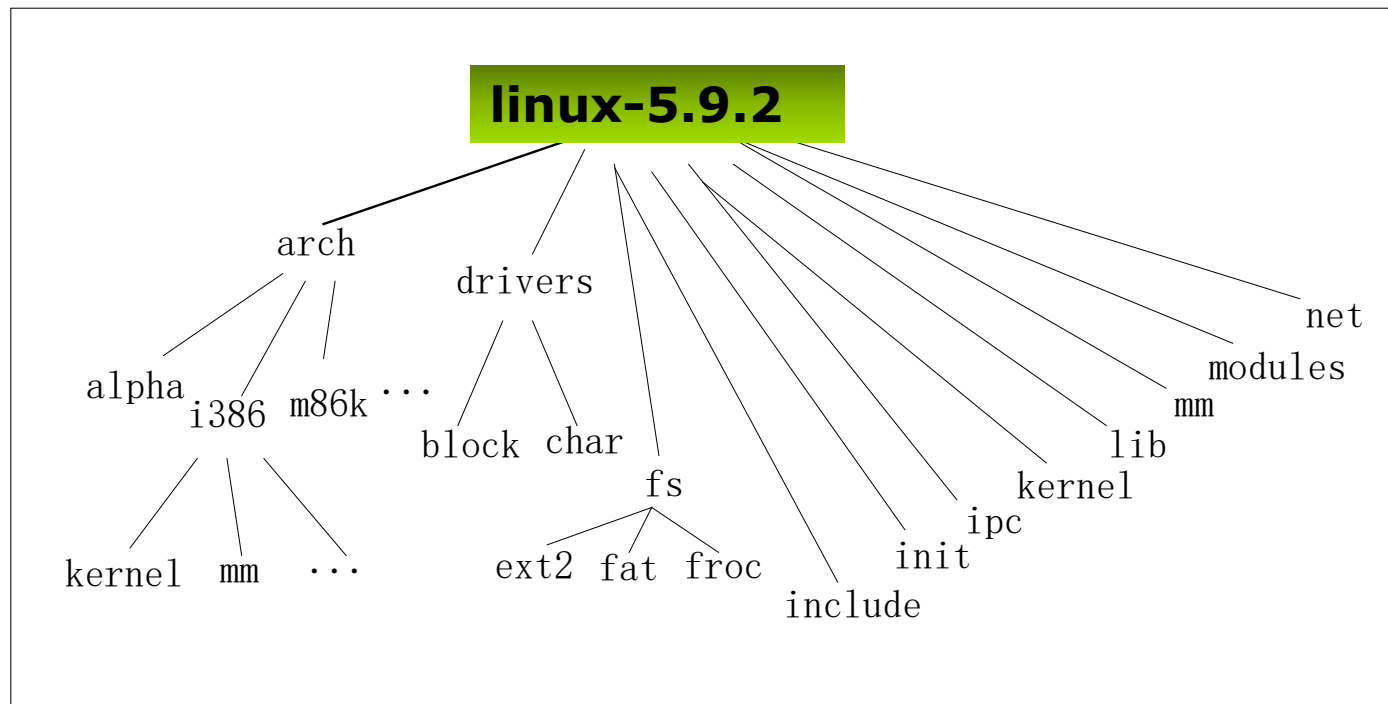 linux-5.9.2
arch
drivers
net
modules
alpha
i386
m86k
...
mm
block
char
lib
fs
kernel
ipc
init
kernel
mm
...
ext2
fat
froc
include